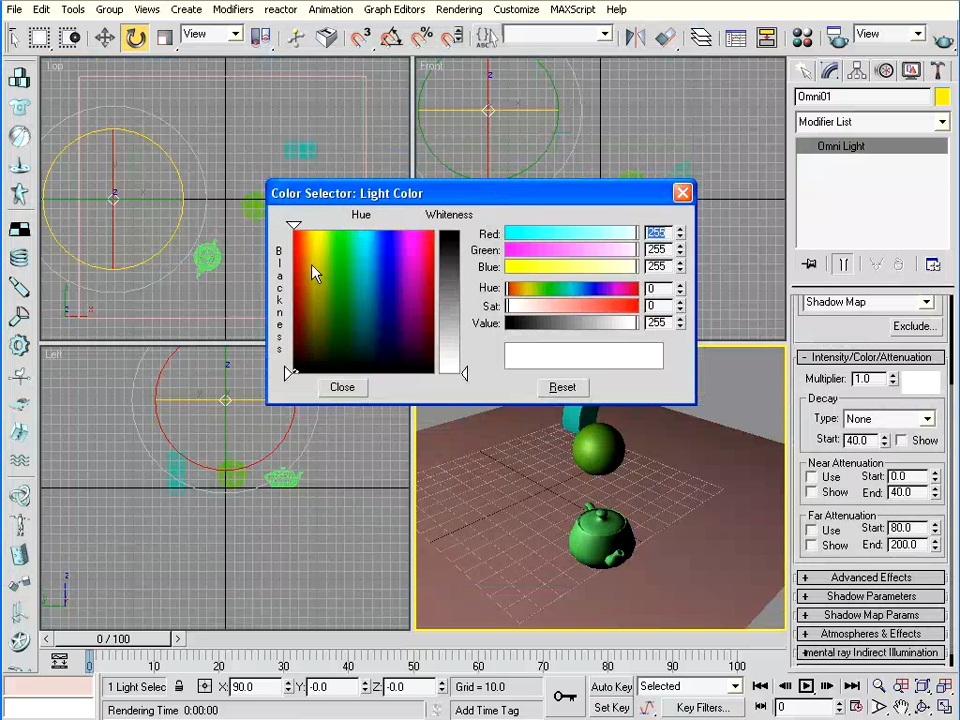 File Edit Tools Group Views Create Modifiers reactor Animation Graph Editors Rendering Customize MAXScript Help
View
3
%
ABC
View
Top
Front
Omni01
Modifier List
Omni Light
Color Selector: Light Color
Hue Whiteness
Blackness
Red: 255
Green: 255
Blue: 255
Hue: 0
Sat: 0
Value: 255
Close
Reset
Shadow Map
Exclude...
- Intensity/Color/Attenuation
Multiplier: 1.0
Decay
Type: None
Start: 40.0 Show
Near Attenuation
Use Start: 0.0
Show End: 40.0
Far Attenuation
Use Start: 80.0
Show End: 200.0
+ Advanced Effects
+ Shadow Parameters
+ Shadow Map Params
+ Atmospheres & Effects
+ mental ray Indirect Illumination
Left
z
x
y
0 / 100
0 10 20 30 40 50 60 70 80 90 100
1 Light Selec X: 90.0 Y: -0.0 Z: -0.0 Grid = 10.0
Auto Key Selected
Rendering Time 0:00:00 Add Time Tag
Set Key Key Filters... 0